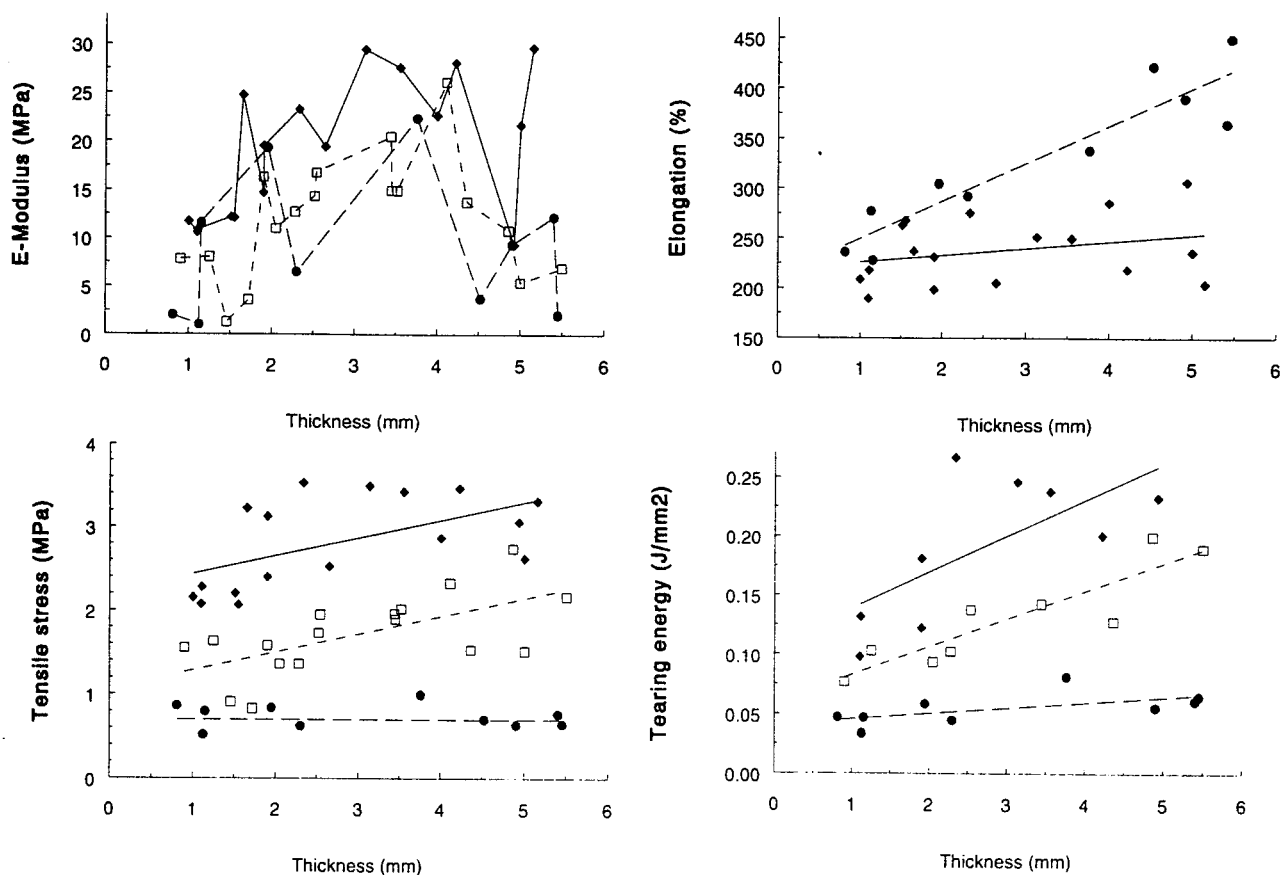 E-Modulus (MPa)
30
25
20
15
10
5
0
0 1 2 3 4 5 6
Thickness (mm)
Elongation (%)
450
400
350
300
250
200
150
0 1 2 3 4 5 6
Thickness (mm)
Tensile stress (MPa)
4
3
2
1
0
0 1 2 3 4 5 6
Thickness (mm)
Tearing energy (J/mm2)
0.25
0.20
0.15
0.10
0.05
0.00
0 1 2 3 4 5 6
Thickness (mm)